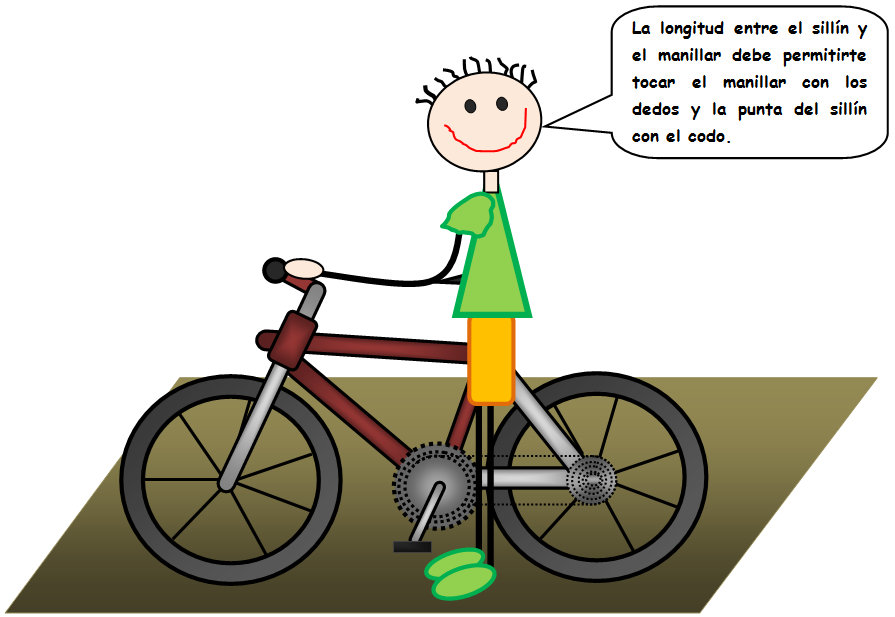 La longitud entre el sillín y
el manillar debe permitirte
tocar el manillar con los
dedos y la punta del sillín
con el codo.